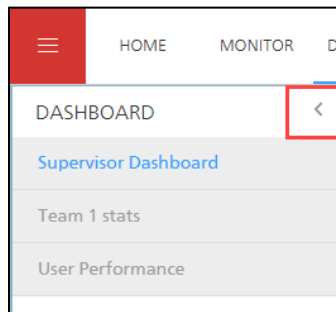 HOME MONITOR D
DASHBOARD
Supervisor Dashboard
Team 1 stats
User Performance